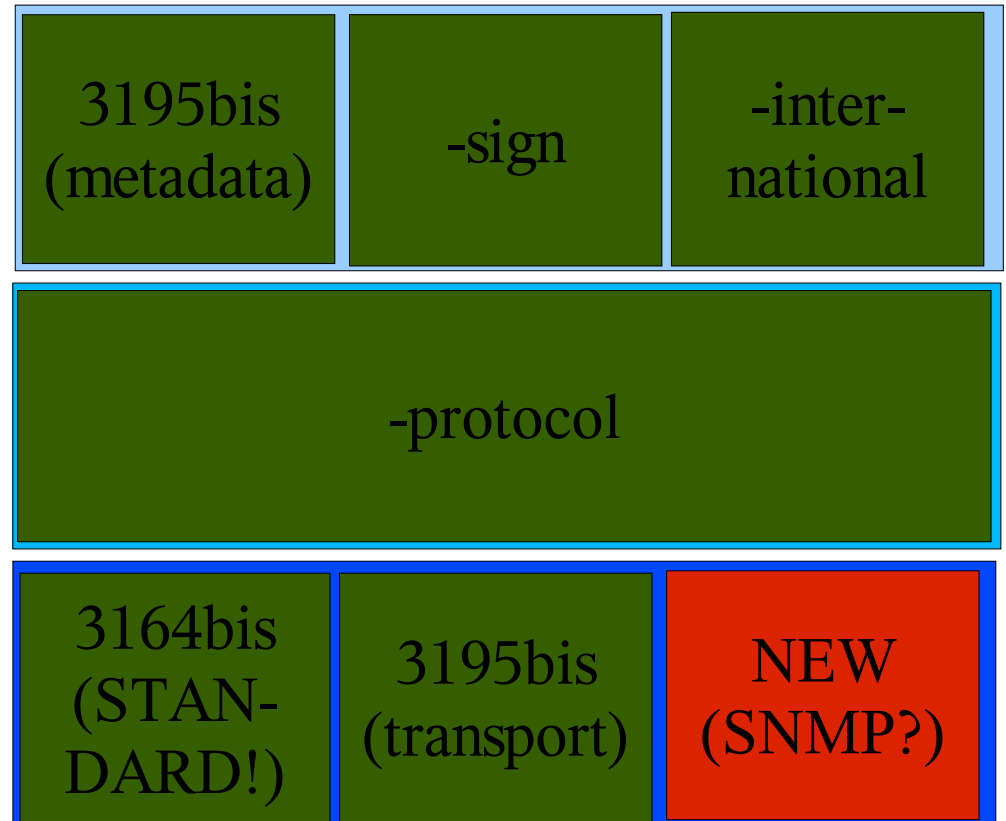 3195bis
(metadata)
-sign
-inter-
national
-protocol
3164bis
(STAN-
DARD!)
3195bis
(transport)
NEW
(SNMP?)